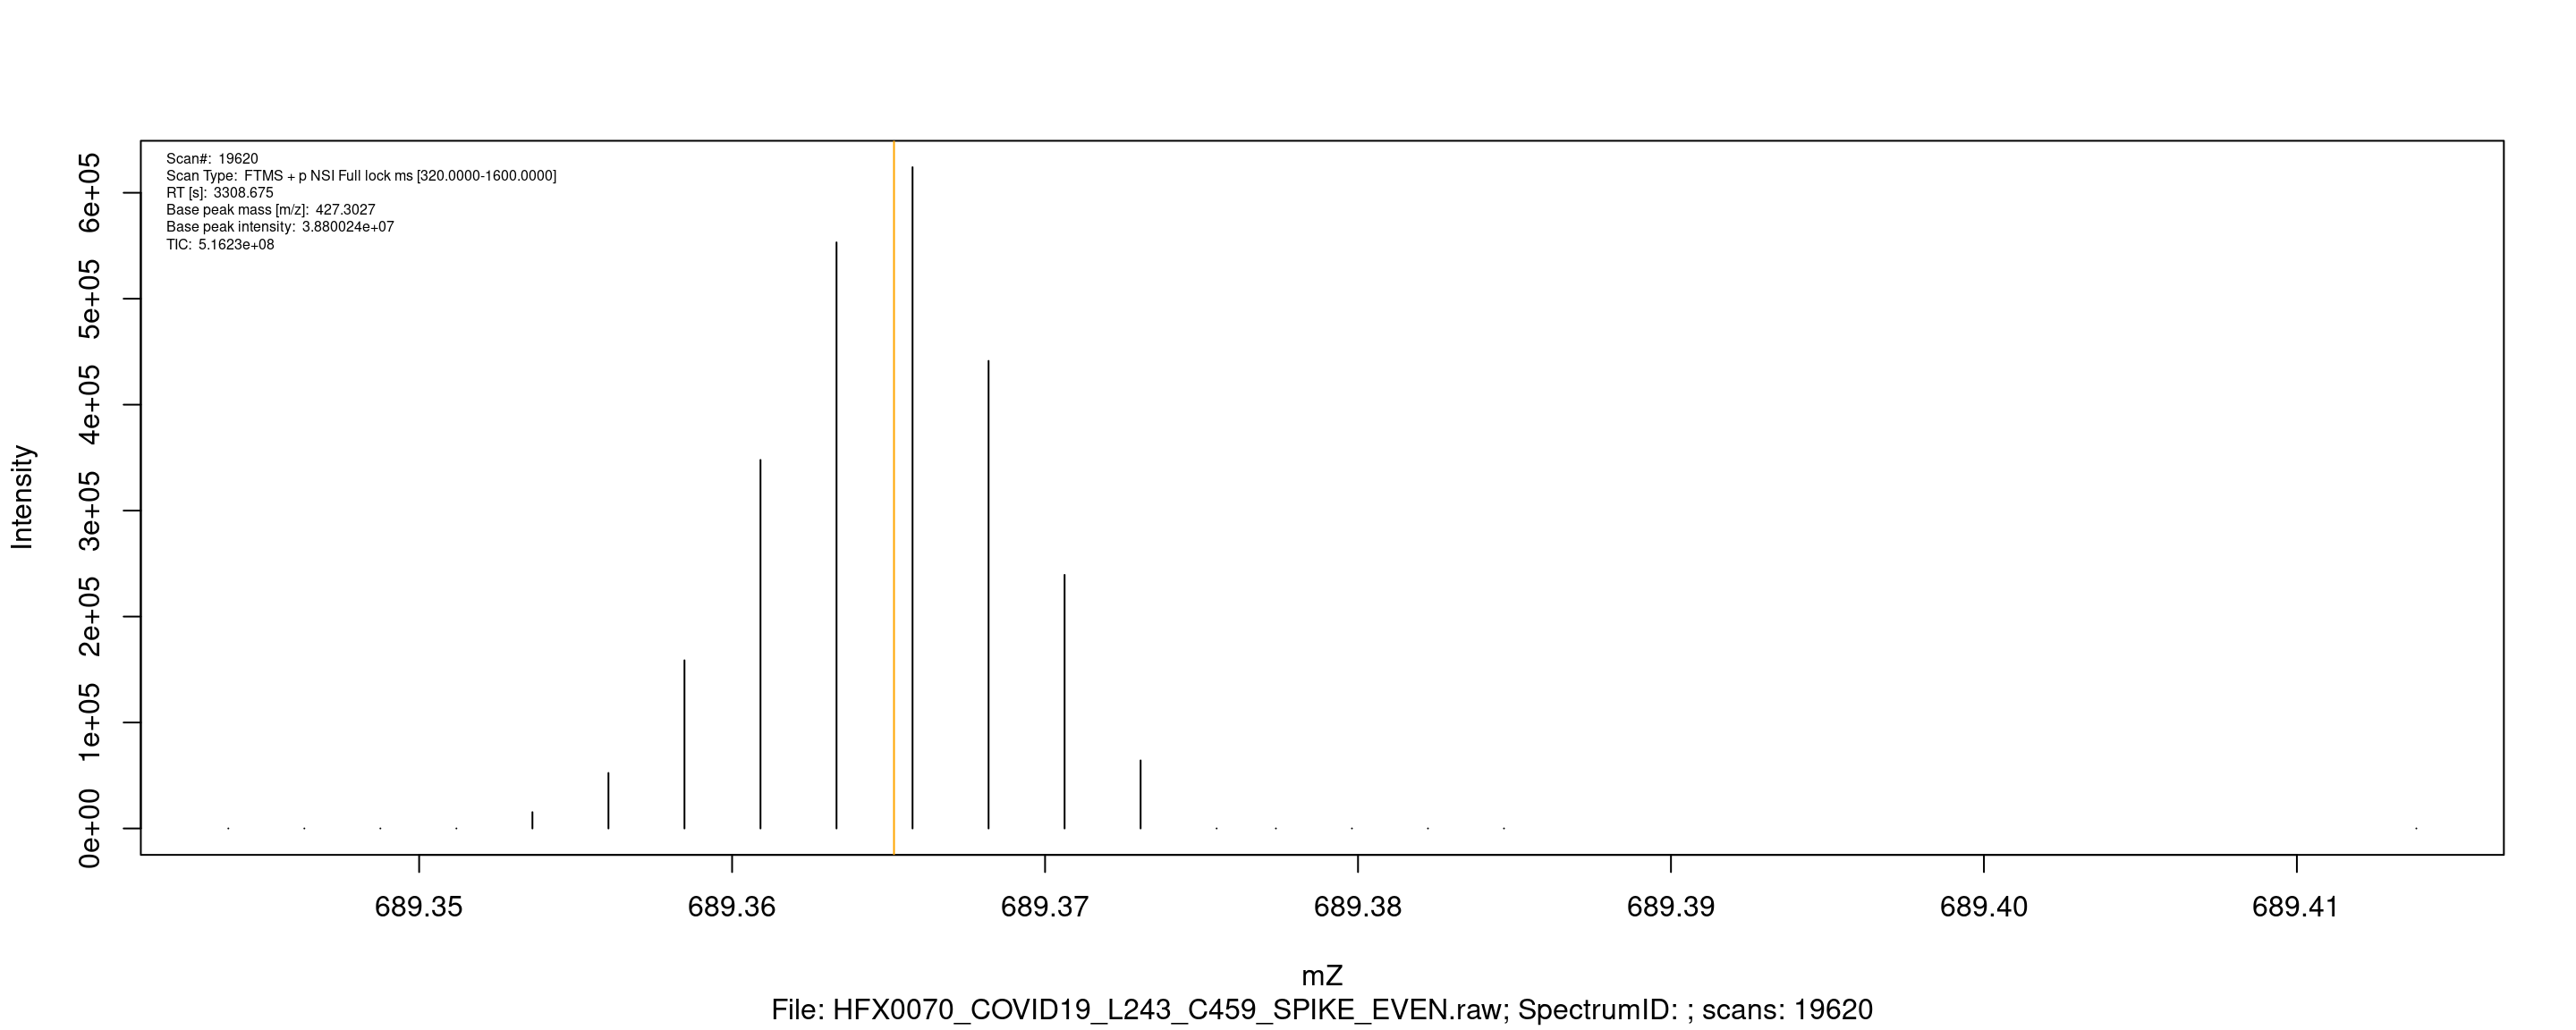 Scan#: 19620
Scan Type: FTMS + p NSI Full lock ms [320.0000-1600.0000]
RT [s]: 3308.675
Base peak mass [m/z]: 427.3027
Base peak intensity: 3.880024e+07
TIC: 5.1623e+08
6e+05
5e+05
4e+05
3e+05
2e+05
1e+05
0e+00
Intensity
689.35 689.36 689.37 689.38 689.39 689.40 689.41
mZ
File: HFX0070_COVID19_L243_C459_SPIKE_EVEN.raw; SpectrumID: ; scans: 19620